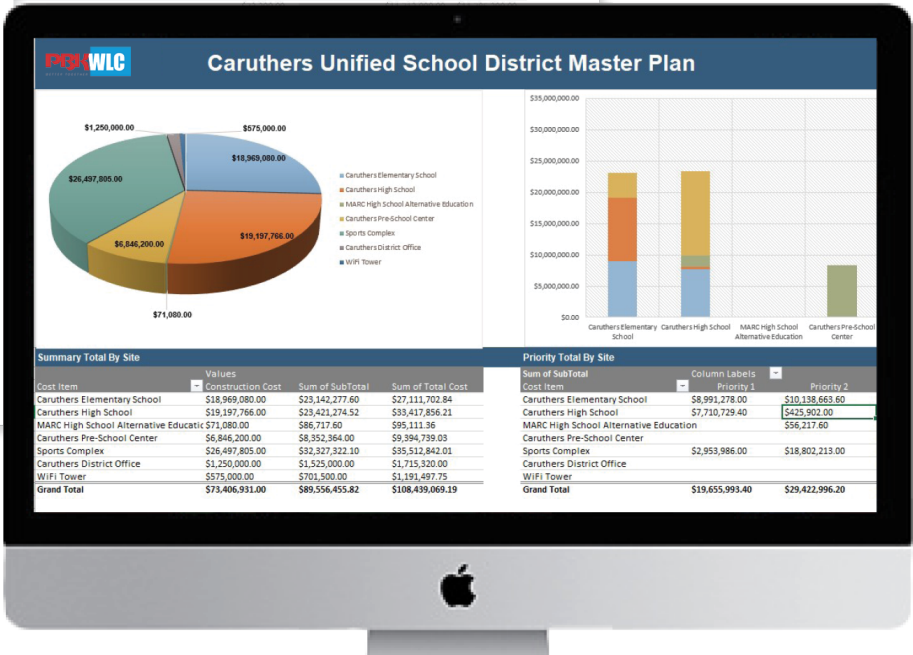 PBK WLC
Caruthers Unified School District Master Plan
$1,250,000.00
$575,000.00
$18,969,080.00
$26,497,805.00
$19,197,766.00
$6,846,200.00
$71,080.00
Caruthers Elementary School
Caruthers High School
MARC High School Alternative Education
Caruthers Pre-School Center
Sports Complex
Caruthers District Office
WiFi Tower
$35,000,000.00
$30,000,000.00
$25,000,000.00
$20,000,000.00
$15,000,000.00
$10,000,000.00
$5,000,000.00
$0.00
Caruthers Elementary School
Caruthers High School
MARC High School Alternative Education
Caruthers Pre-School Center
Summary Total By Site
Values
Cost Item Construction Cost Sum of SubTotal Sum of Total Cost
Caruthers Elementary School $18,969,080.00 $23,142,277.60 $27,111,702.84
Caruthers High School $19,197,766.00 $23,421,274.52 $33,417,856.21
MARC High School Alternative Educatic $71,080.00 $86,717.60 $95,111.36
Caruthers Pre-School Center $6,846,200.00 $8,352,364.00 $9,394,739.03
Sports Complex $26,497,805.00 $32,327,322.10 $35,512,842.01
Caruthers District Office $1,250,000.00 $1,525,000.00 $1,715,320.00
WiFi Tower $575,000.00 $701,500.00 $1,191,497.75
Grand Total $73,406,931.00 $89,556,455.82 $108,439,069.19
Priority Total By Site
Sum of SubTotal Column Labels
Cost Item Priority 1 Priority 2
Caruthers Elementary School $8,991,278.00 $10,138,663.60
Caruthers High School $7,710,729.40 $425,902.00
MARC High School Alternative Education $56,217.60
Caruthers Pre-School Center
Sports Complex $2,953,986.00 $18,802,213.00
Caruthers District Office
WiFi Tower
Grand Total $19,655,993.40 $29,422,996.20